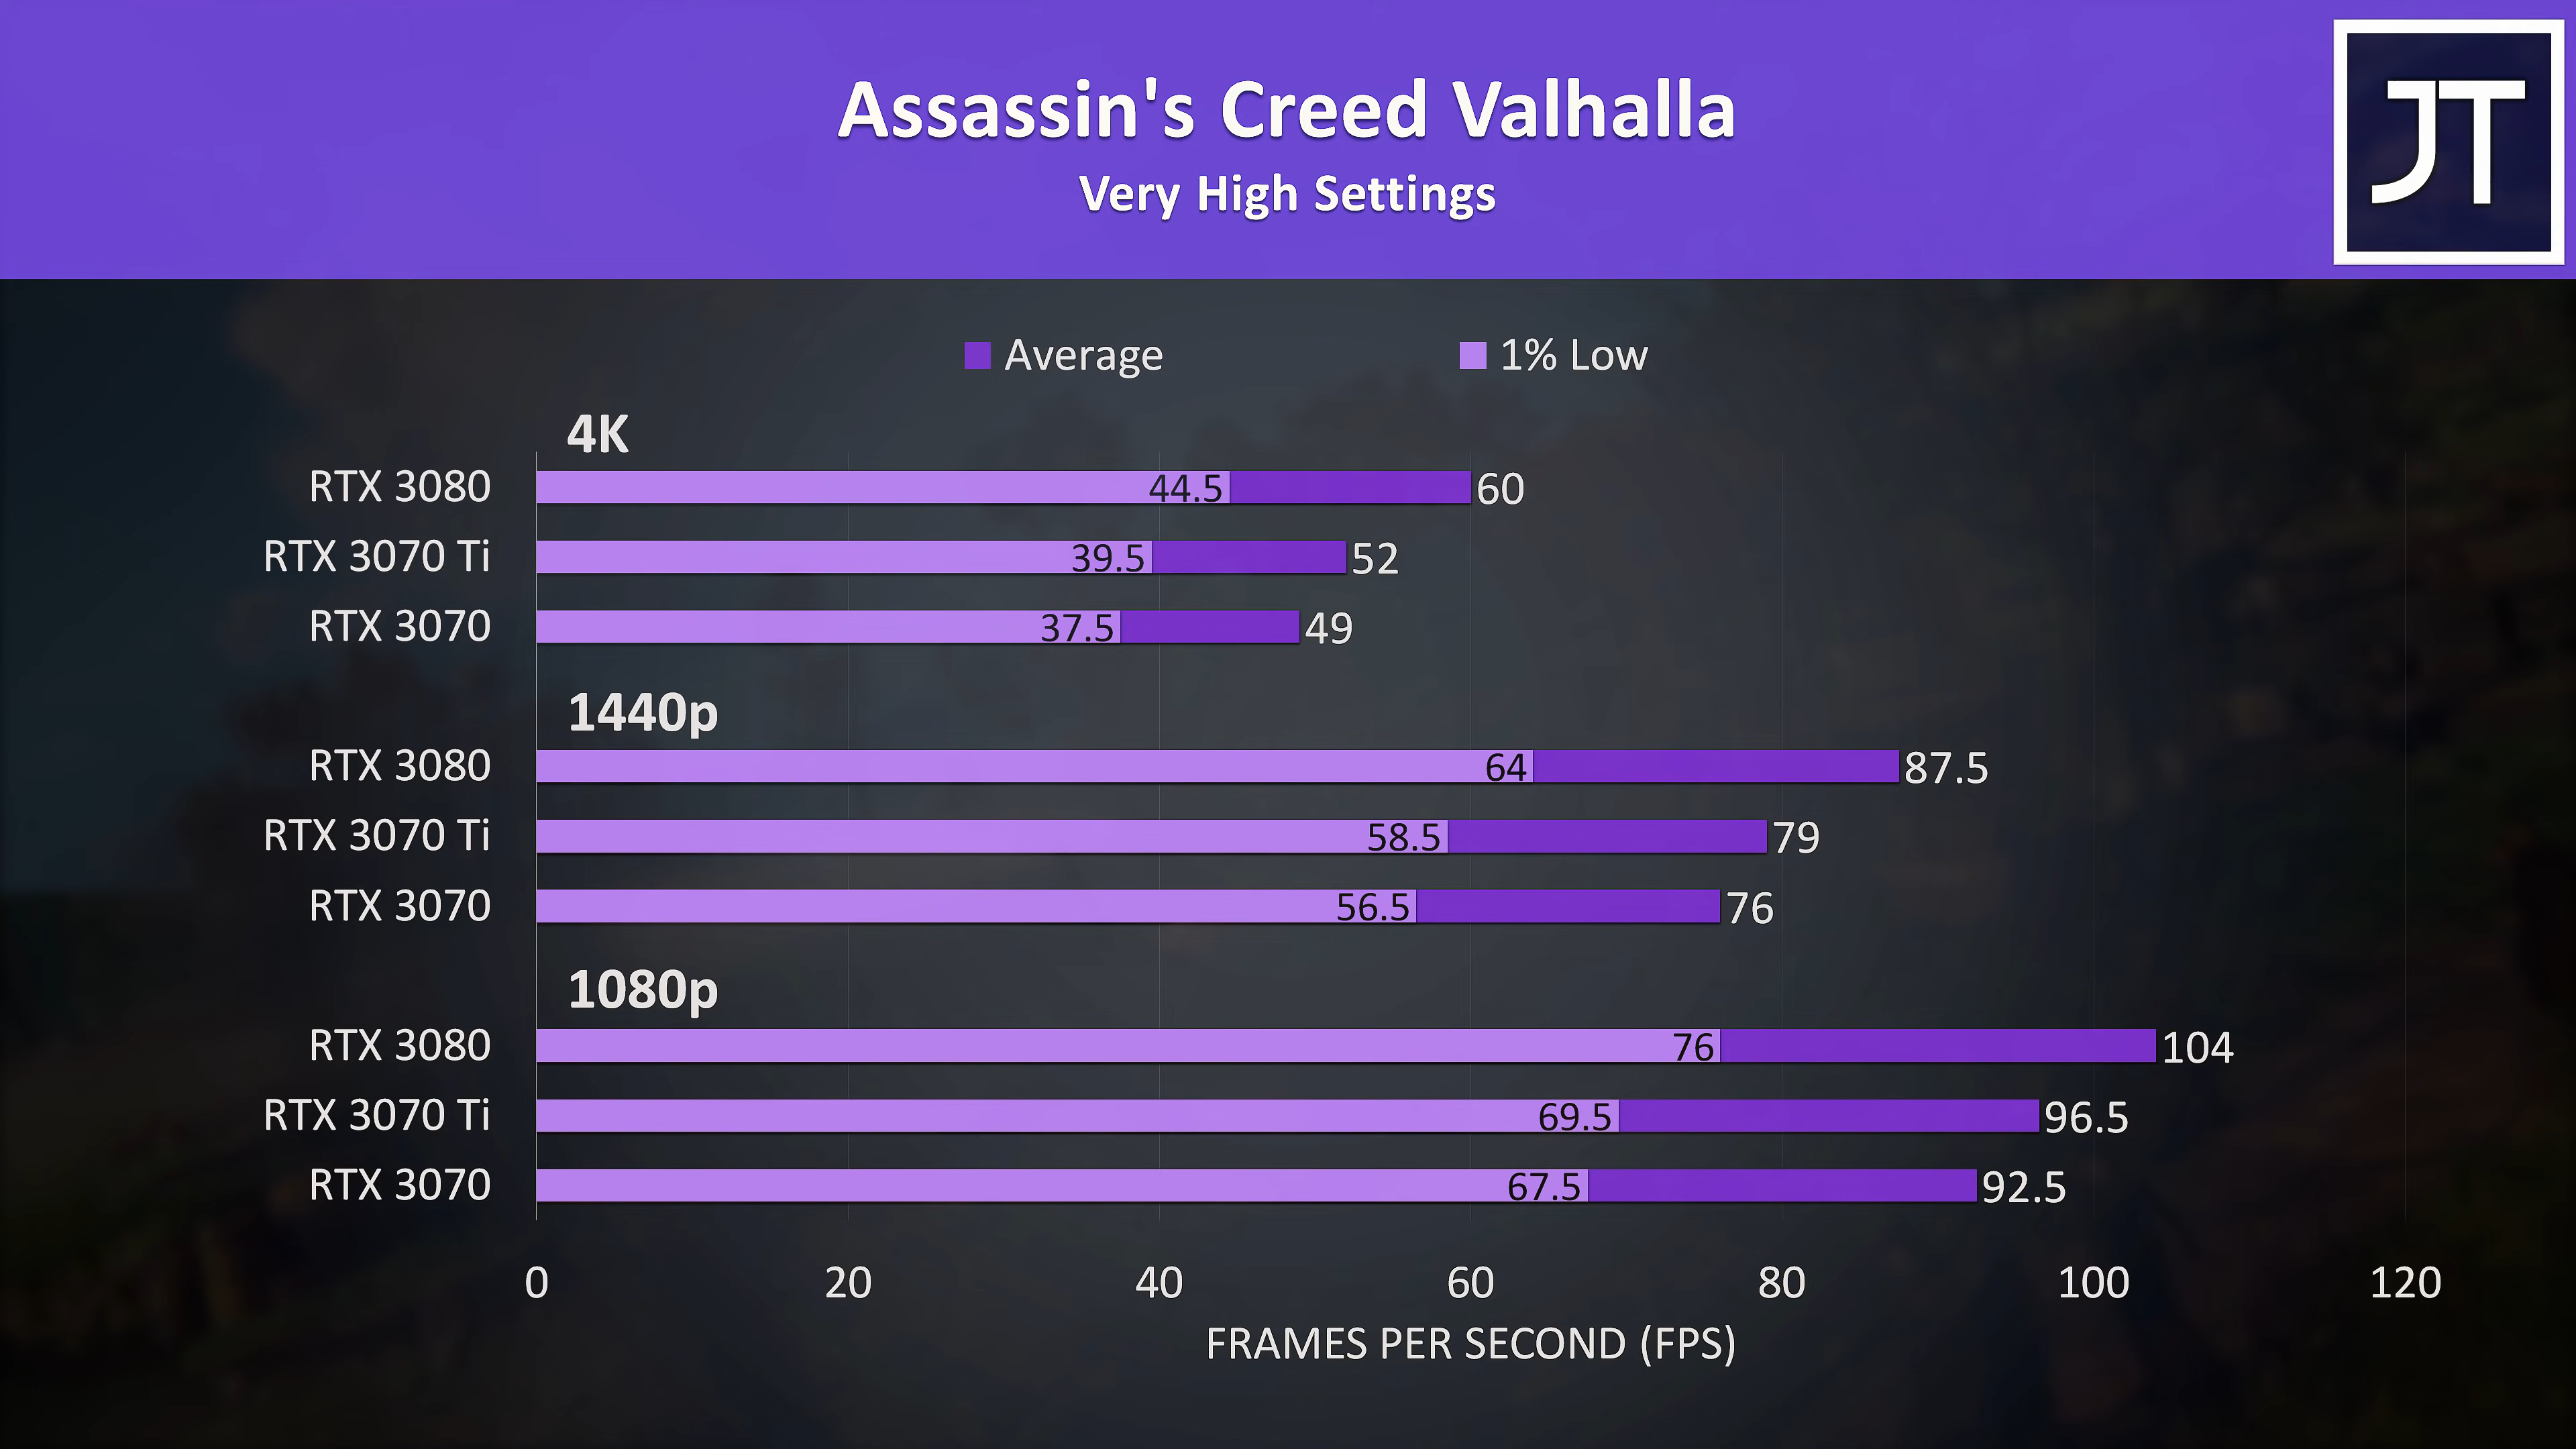 Assassin's Creed Valhalla
Very High Settings
JT
Average 1% Low
4K
RTX 3080 44.5 60
RTX 3070 Ti 39.5 52
RTX 3070 37.5 49
1440p
RTX 3080 64 87.5
RTX 3070 Ti 58.5 79
RTX 3070 56.5 76
1080p
RTX 3080 76 104
RTX 3070 Ti 69.5 96.5
RTX 3070 67.5 92.5
0 20 40 60 80 100 120
FRAMES PER SECOND (FPS)